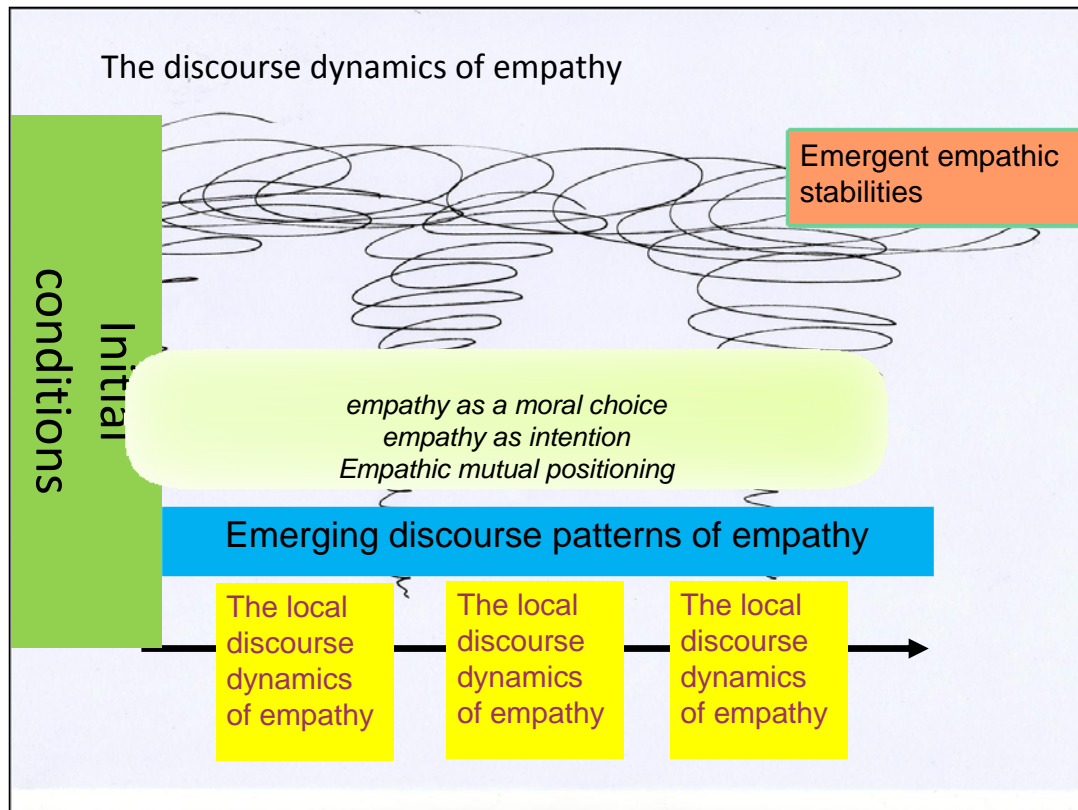 The discourse dynamics of empathy
Emergent empathic
stabilities
Initial
conditions
empathy as a moral choice
empathy as intention
Empathic mutual positioning
Emerging discourse patterns of empathy
The local
discourse
dynamics
of empathy
The local
discourse
dynamics
of empathy
The local
discourse
dynamics
of empathy